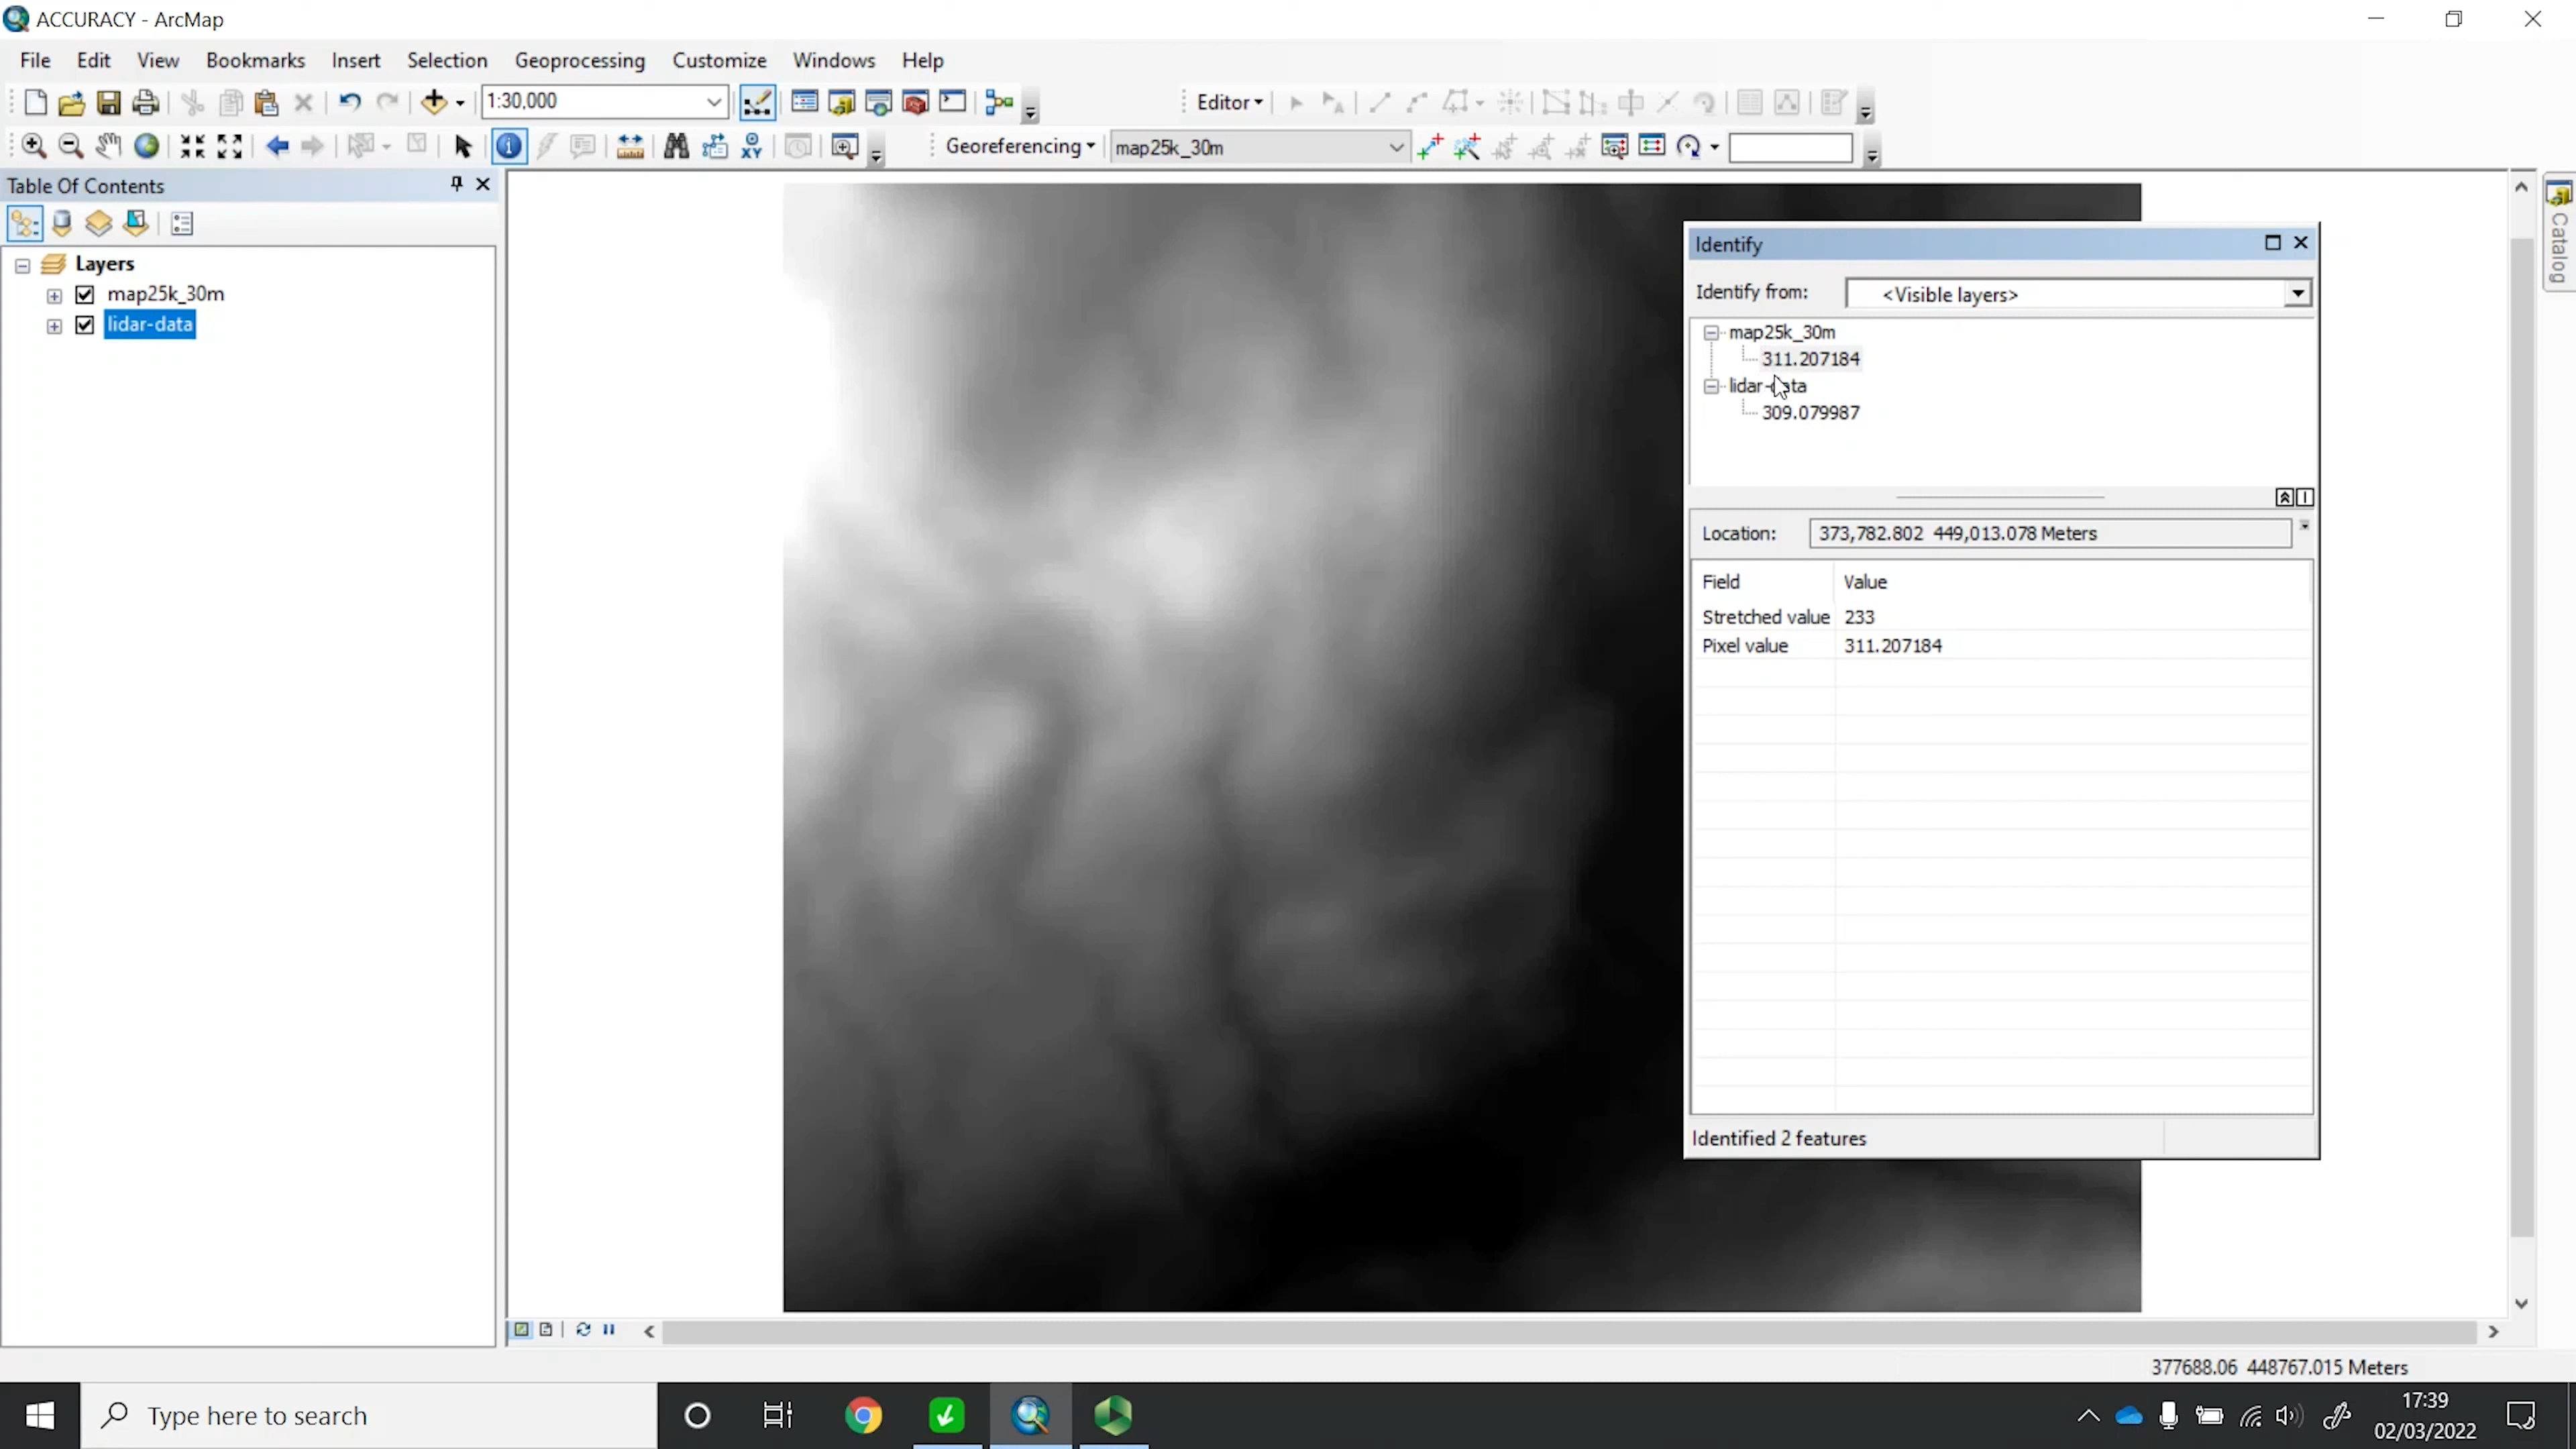 ACCURACY - ArcMap
File Edit View Bookmarks Insert Selection Geoprocessing Customize Windows Help
1:30,000
Editor
Georeferencing
map25k_30m
Table Of Contents
Layers
map25k_30m
lidar-data
Identify
Identify from: <Visible layers>
map25k_30m
311.207184
lidar-data
309.079987
Location: 373,782.802 449,013.078 Meters
Field Value
Stretched value 233
Pixel value 311.207184
Identified 2 features
Catalog
377688.06 448767.015 Meters
Type here to search
17:39
02/03/2022